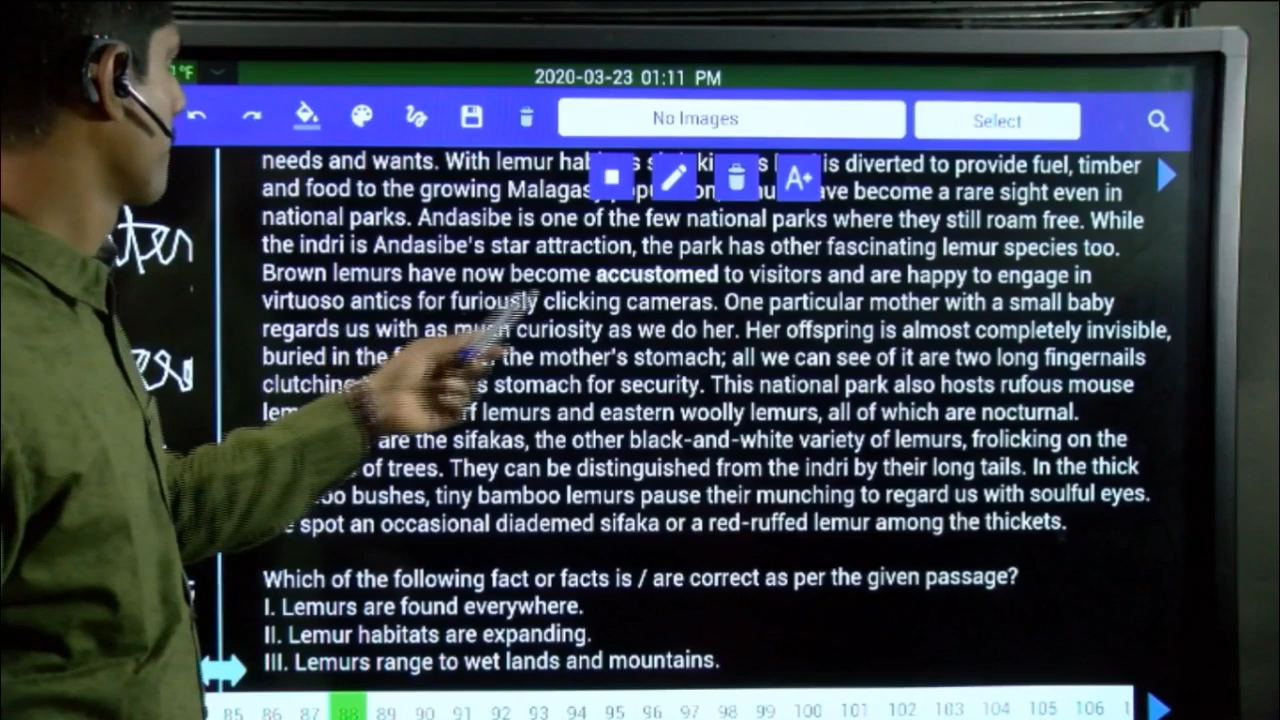 °F
2020-03-23 01:11 PM
No Images
Select
A+
needs and wants. With lemur is diverted to provide fuel, timber
and food to the growing Malagasy have become a rare sight even in
national parks. Andasibe is one of the few national parks where they still roam free. While
the indri is Andasibe's star attraction, the park has other fascinating lemur species too.
Brown lemurs have now become accustomed to visitors and are happy to engage in
virtuoso antics for furiously clicking cameras. One particular mother with a small baby
regards us with as much curiosity as we do her. Her offspring is almost completely invisible,
buried in the the mother's stomach; all we can see of it are two long fingernails
clutching stomach for security. This national park also hosts rufous mouse
lemurs and eastern woolly lemurs, all of which are nocturnal.
are the sifakas, the other black-and-white variety of lemurs, frolicking on the
of trees. They can be distinguished from the indri by their long tails. In the thick
bushes, tiny bamboo lemurs pause their munching to regard us with soulful eyes.
spot an occasional diademed sifaka or a red-ruffed lemur among the thickets.
Which of the following fact or facts is / are correct as per the given passage?
I. Lemurs are found everywhere.
II. Lemur habitats are expanding.
III. Lemurs range to wet lands and mountains.
85 86 87 88 89 90 91 92 93 94 95 96 97 98 99 100 101 102 103 104 105 106